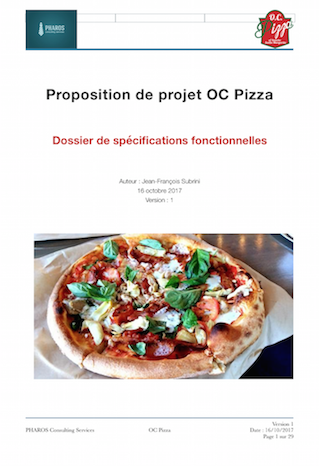 PHAROS
O.C.
Pizza
Proposition de projet OC Pizza
Dossier de spécifications fonctionnelles
Auteur : Jean-François Subrini
16 octobre 2017
Version : 1
Version 1
PHAROS Consulting Services OC Pizza Date : 16/10/2017
Page 1 sur 29